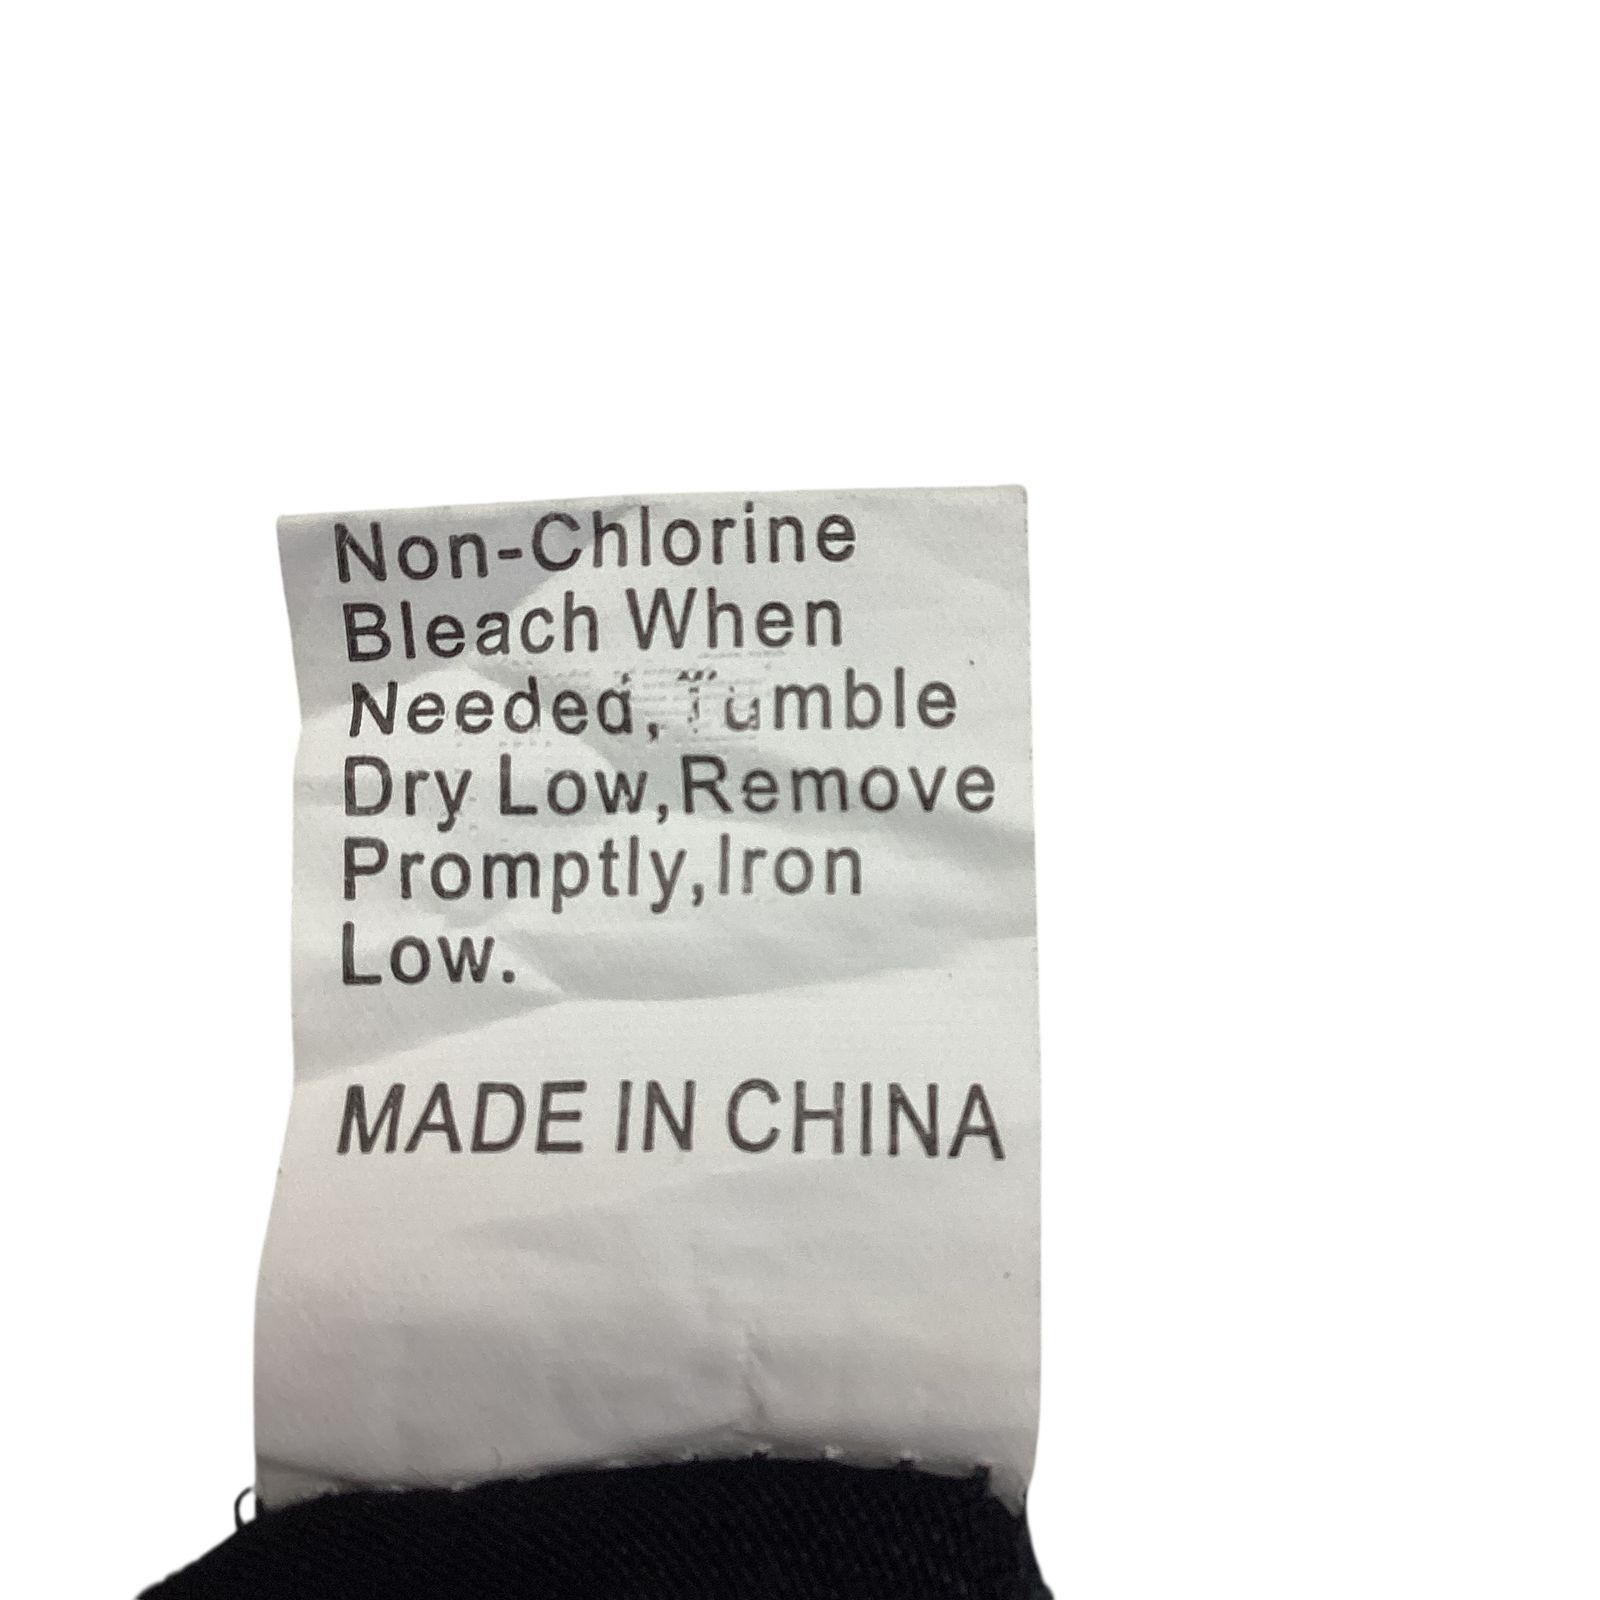 Non-Chlorine
Bleach When
Needed, Tumble
Dry Low,Remove
Promptly,Iron
Low.
MADE IN CHINA